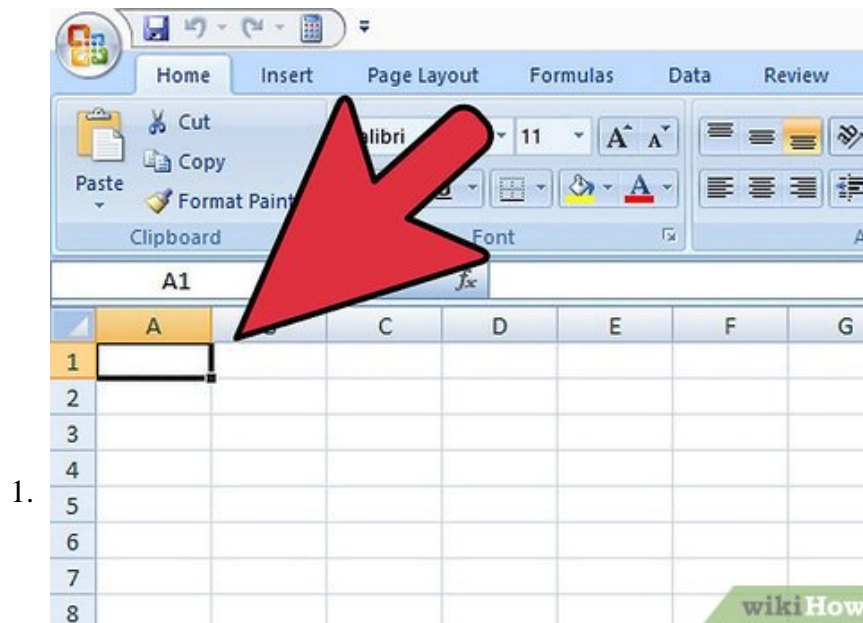 Home Insert Page Layout Formulas Data Review
Cut
Calibri 11 A A
Copy
Paste
Format Paint
A
Clipboard Font A
A1 fx
A C D E F G
1
2
3
4
1.
5
6
7
8
wikiHow